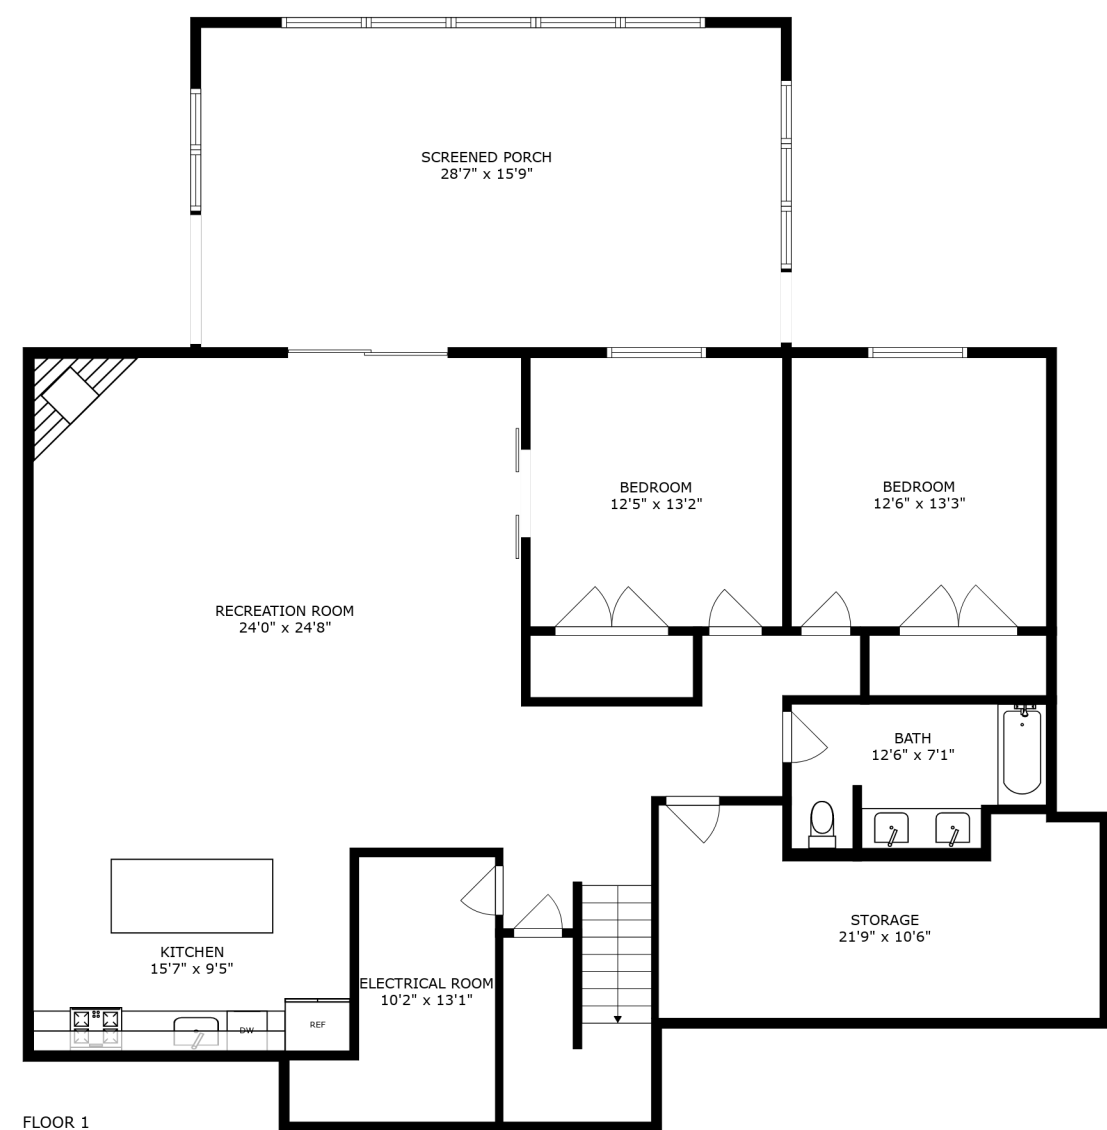 SCREENED PORCH
28'7" x 15'9"
BEDROOM
12'5" x 13'2"
BEDROOM
12'6" x 13'3"
RECREATION ROOM
24'0" x 24'8"
BATH
12'6" x 7'1"
STORAGE
21'9" x 10'6"
KITCHEN
15'7" x 9'5"
ELECTRICAL ROOM
10'2" x 13'1"
REF
DW
FLOOR 1